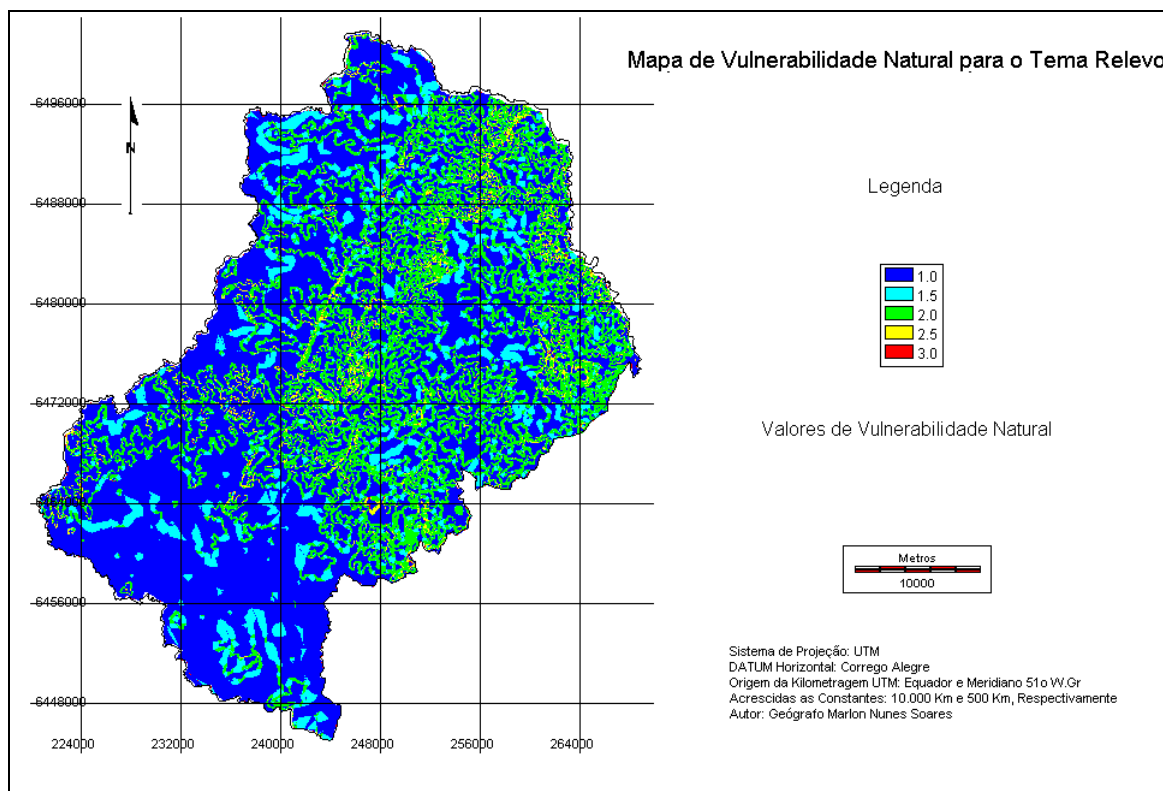 Mapa de Vulnerabilidade Natural para o Tema Relevo
6496000
N
Legenda
6488000
1.0
1.5
2.0
2.5
3.0
6480000
6472000
Valores de Vulnerabilidade Natural
Metros
10000
6456000
Sistema de Projeção: UTM
DATUM Horizontal: Corrego Alegre
Origem da Kilometragem UTM: Equador e Meridiano 51o W.Gr
Acrescidas as Constantes: 10.000 Km e 500 Km, Respectivamente
Autor: Geógrafo Marlon Nunes Soares
6448000
224000 232000 240000 248000 256000 264000